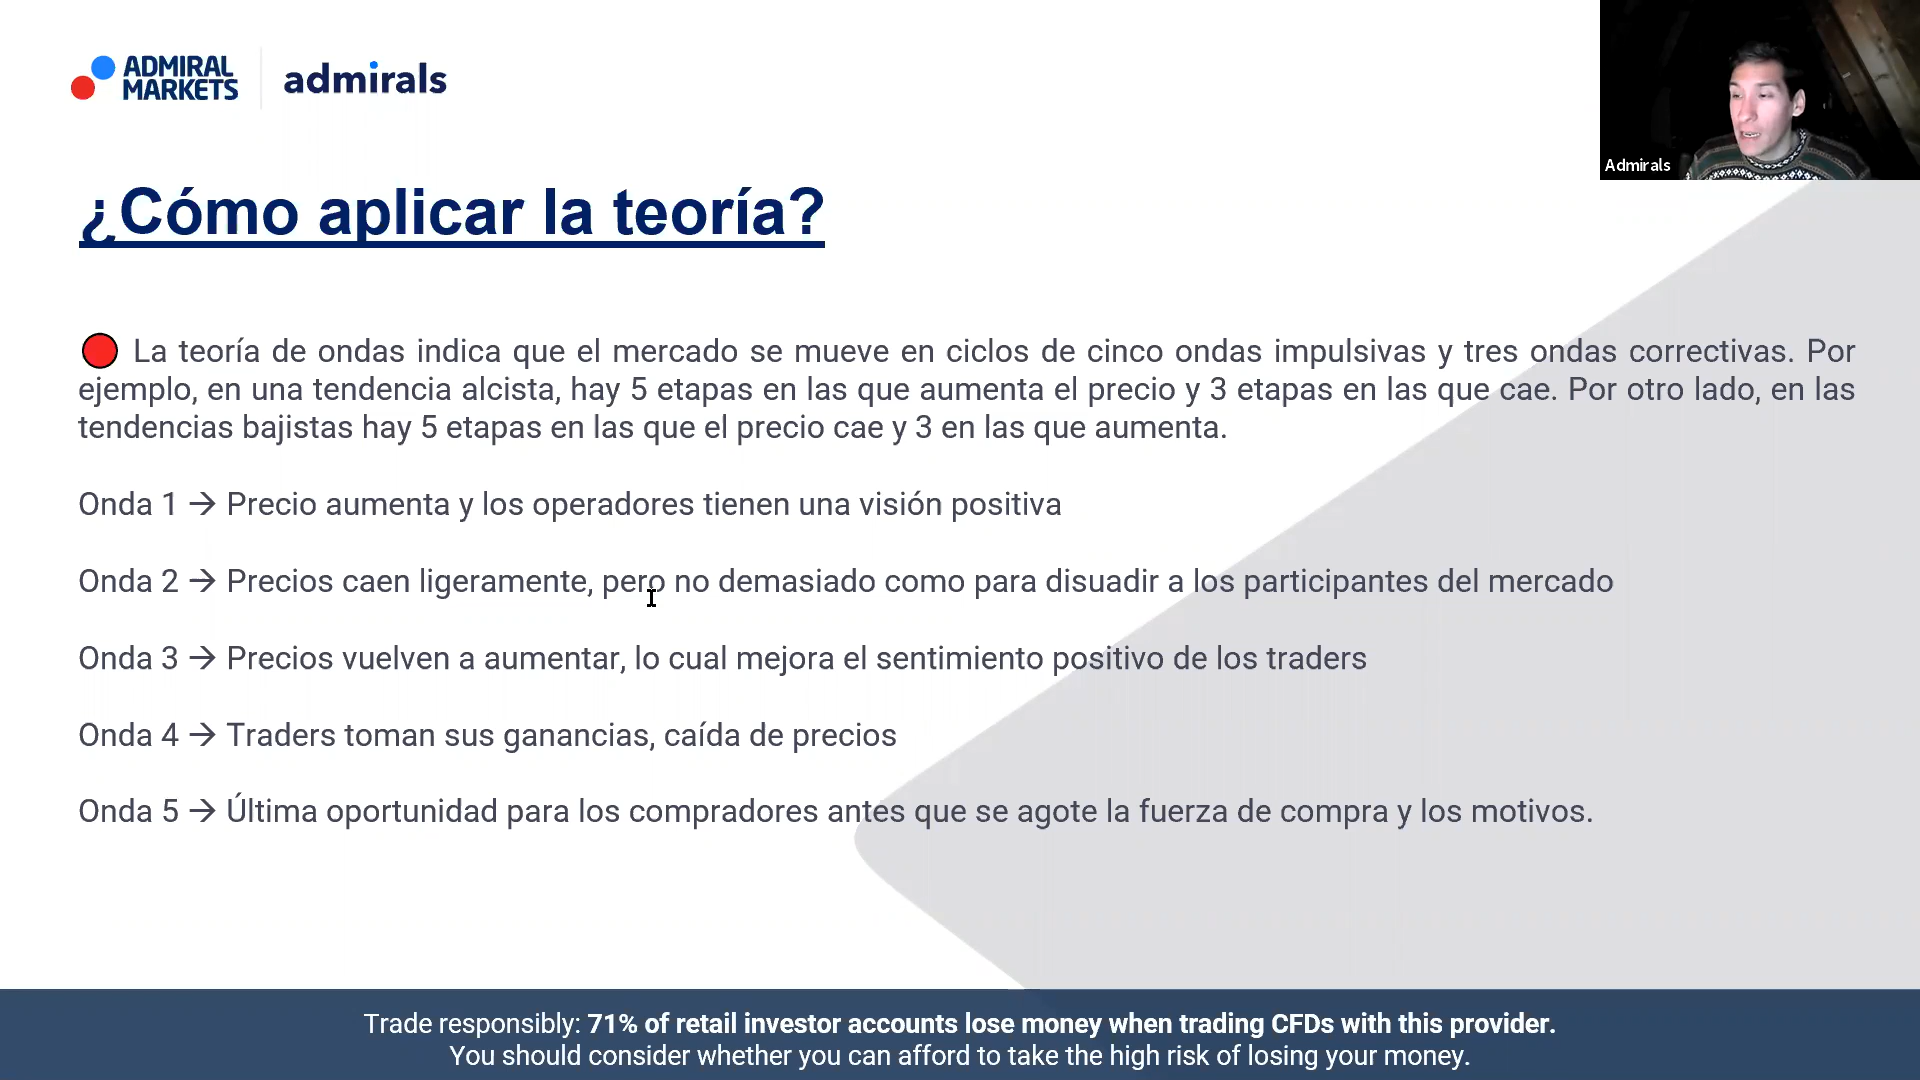 ADMIRAL
MARKETS
admirals
Admirals
¿Cómo aplicar la teoría?
La teoría de ondas indica que el mercado se mueve en ciclos de cinco ondas impulsivas y tres ondas correctivas. Por
ejemplo, en una tendencia alcista, hay 5 etapas en las que aumenta el precio y 3 etapas en las que cae. Por otro lado, en las
tendencias bajistas hay 5 etapas en las que el precio cae y 3 en las que aumenta.
Onda 1 → Precio aumenta y los operadores tienen una visión positiva
Onda 2 → Precios caen ligeramente, pero no demasiado como para disuadir a los participantes del mercado
Onda 3 → Precios vuelven a aumentar, lo cual mejora el sentimiento positivo de los traders
Onda 4 → Traders toman sus ganancias, caída de precios
Onda 5 → Última oportunidad para los compradores antes que se agote la fuerza de compra y los motivos.
Trade responsibly: 71% of retail investor accounts lose money when trading CFDs with this provider.
You should consider whether you can afford to take the high risk of losing your money.